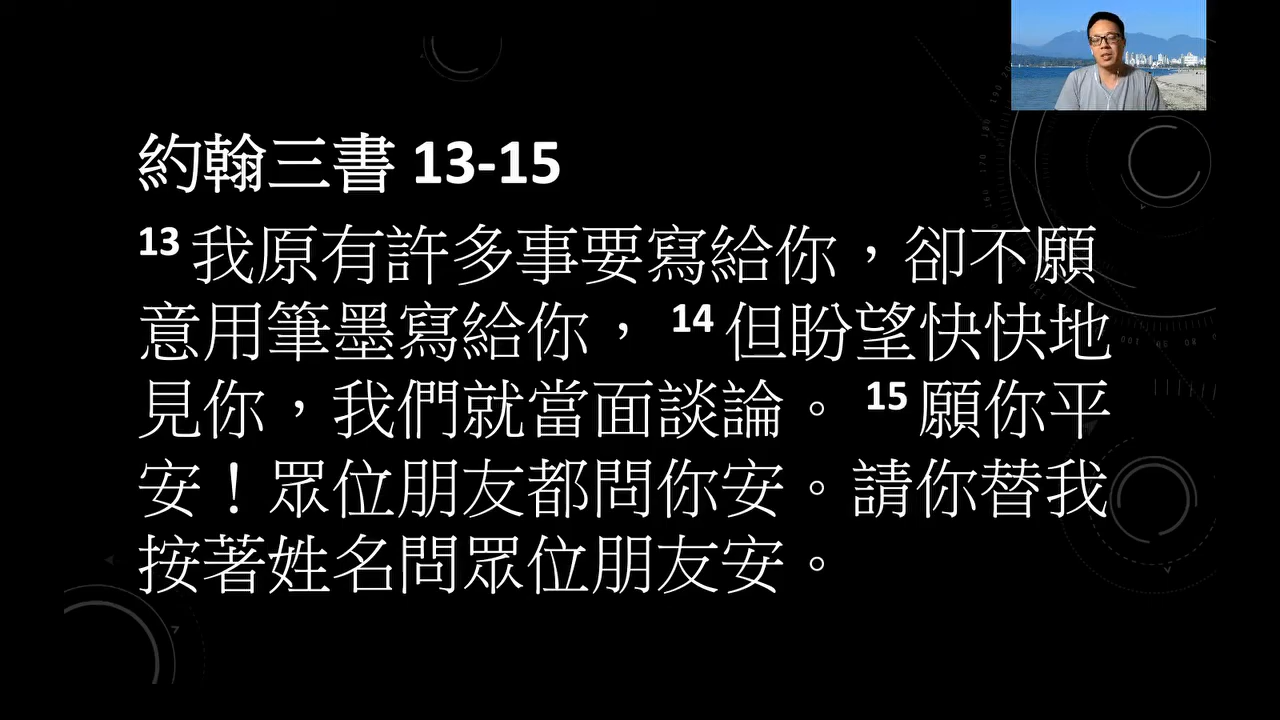 約翰三書 13-15
13 我原有許多事要寫給你，卻不願
意用筆墨寫給你， 14 但盼望快快地
見你，我們就當面談論。 15 願你平
安！眾位朋友都問你安。請你替我
按著姓名問眾位朋友安。